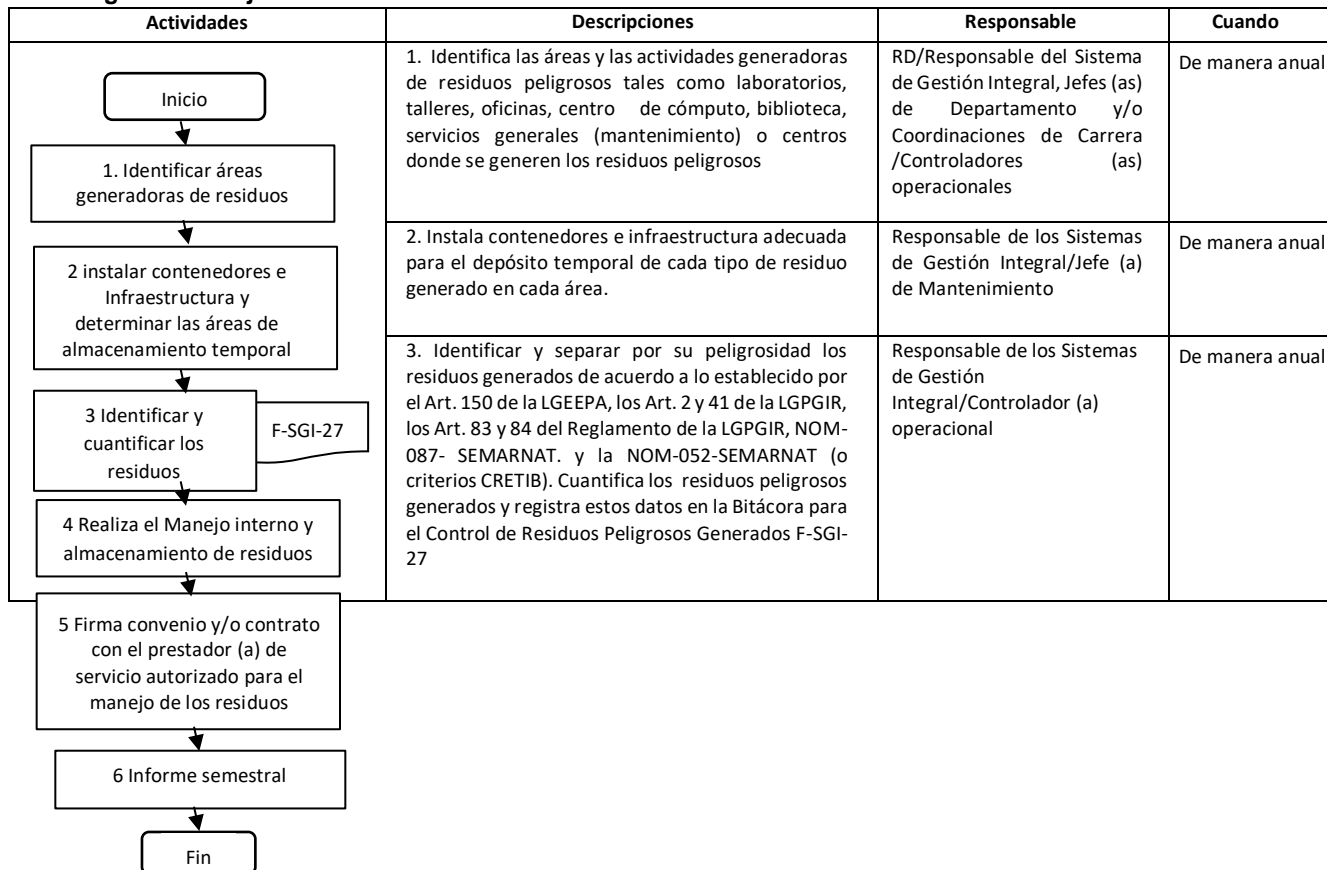 Actividades
Descripciones
Responsable
Cuando
Inicio
1. Identificar áreas
generadoras de residuos
2 instalar contenedores e
Infraestructura y
determinar las áreas de
almacenamiento temporal
3 Identificar y
cuantificar los
residuos
F-SGI-27
4 Realiza el Manejo interno y
almacenamiento de residuos
5 Firma convenio y/o contrato
con el prestador (a) de
servicio autorizado para el
manejo de los residuos
6 Informe semestral
Fin
1. Identifica las áreas y las actividades generadoras
de residuos peligrosos tales como laboratorios,
talleres, oficinas, centro de cómputo, biblioteca,
servicios generales (mantenimiento) o centros
donde se generen los residuos peligrosos
RD/Responsable del Sistema
de Gestión Integral, Jefes (as)
de Departamento y/o
Coordinaciones de Carrera
/Controladores (as)
operacionales
De manera anual
2. Instala contenedores e infraestructura adecuada
para el depósito temporal de cada tipo de residuo
generado en cada área.
Responsable de los Sistemas
de Gestión Integral/Jefe (a)
de Mantenimiento
De manera anual
3. Identificar y separar por su peligrosidad los
residuos generados de acuerdo a lo establecido por
el Art. 150 de la LGEEPA, los Art. 2 y 41 de la LGPGIR,
los Art. 83 y 84 del Reglamento de la LGPGIR, NOM-
087- SEMARNAT. y la NOM-052-SEMARNAT (o
criterios CRETIB). Cuantifica los residuos peligrosos
generados y registra estos datos en la Bitácora para
el Control de Residuos Peligrosos Generados F-SGI-
27
Responsable de los Sistemas
de Gestión
Integral/Controlador (a)
operacional
De manera anual